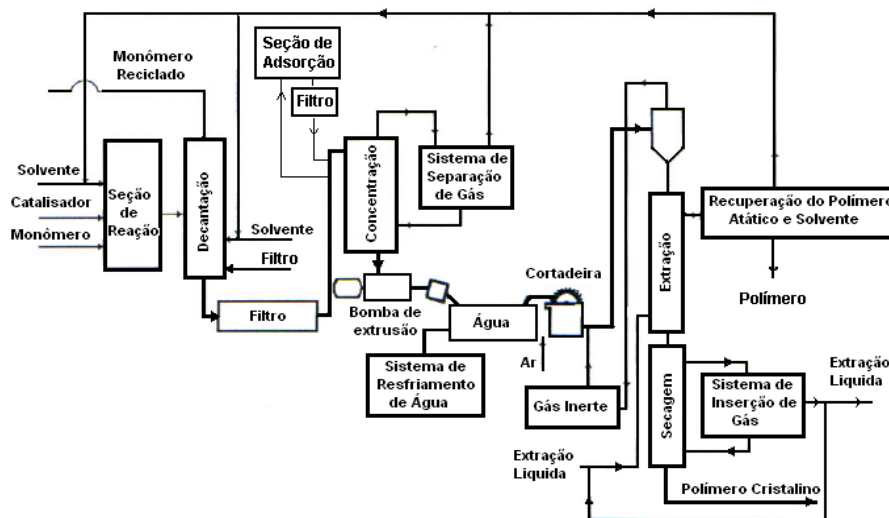 Monômero
Reciclado
Seção de
Adsorção
Filtro
Solvente
Catalisador
Monômero
Seção
de
Reação
Decantação
Solvente
Filtro
Filtro
Concentração
Sistema de
Separação
de Gás
Bomba de
extrusão
Água
Cortadeira
Ar
Sistema de
Resfriamento
de Água
Gás Inerte
Extração
Recuperação do Polímero
Atático e Solvente
Polímero
Secagem
Sistema de
Inserção de
Gás
Extração
Liquida
Extração
Liquida
Polímero Cristalino